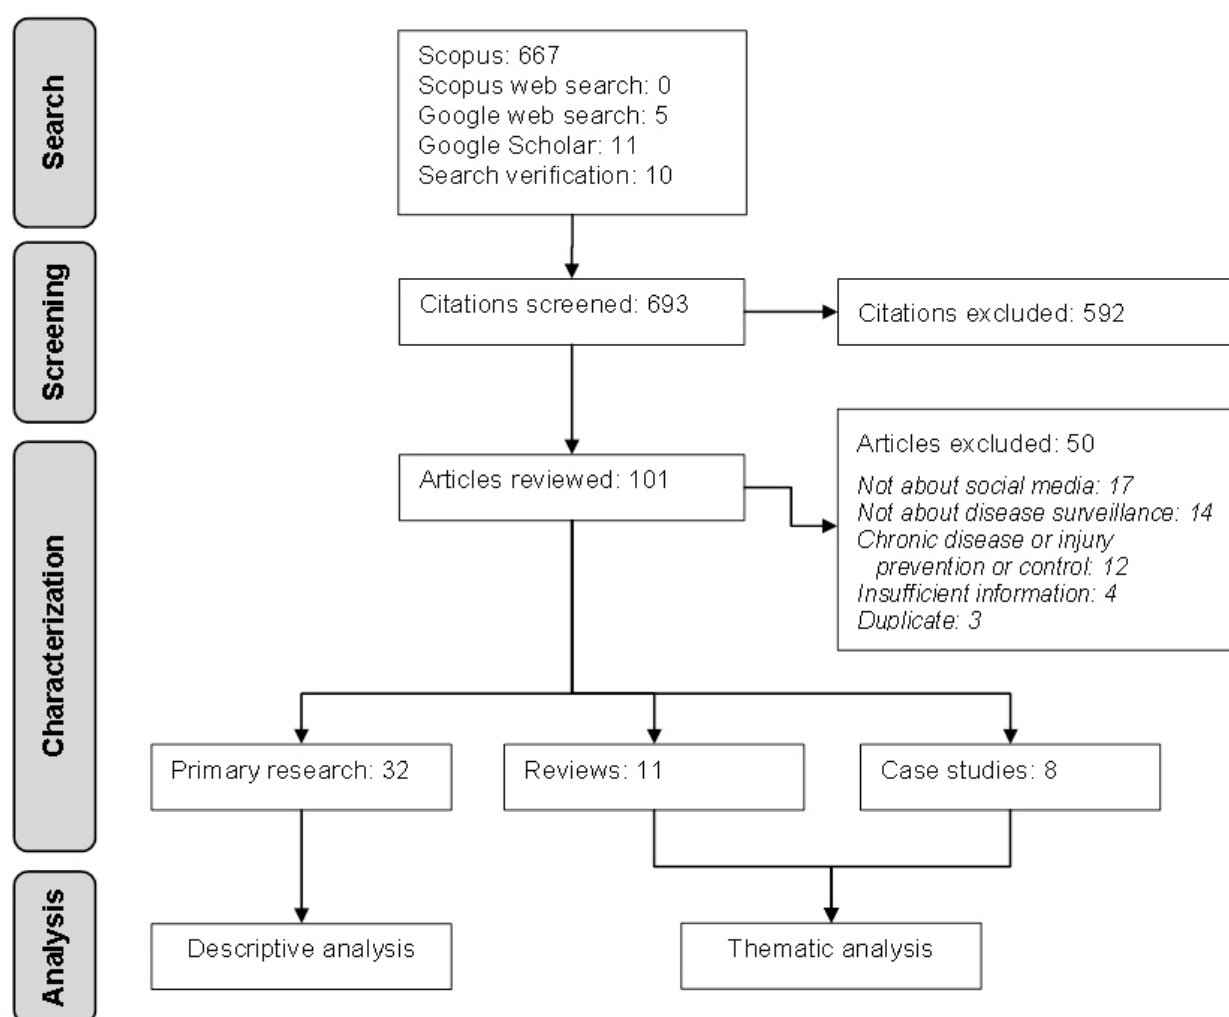 Search
Scopus: 667
Scopus web search: 0
Google web search: 5
Google Scholar: 11
Search verification: 10
Screening
Citations screened: 693
Citations excluded: 592
Characterization
Articles reviewed: 101
Articles excluded: 50
Not about social media: 17
Not about disease surveillance: 14
Chronic disease or injury
prevention or control: 12
Insufficient information: 4
Duplicate: 3
Primary research: 32
Reviews: 11
Case studies: 8
Analysis
Descriptive analysis
Thematic analysis